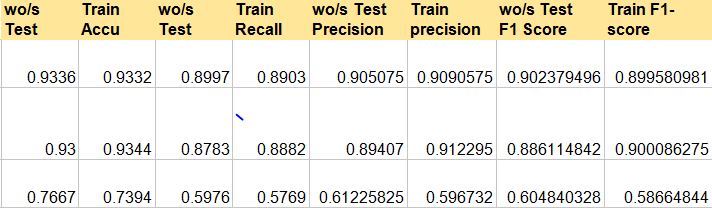 wo/s Test Train Accu wo/s Test Train Recall wo/s Test Precision Train precision wo/s Test F1 Score Train F1-score
0.9336 0.9332 0.8997 0.8903 0.905075 0.9090575 0.902379496 0.899580981
0.93 0.9344 0.8783 0.8882 0.89407 0.912295 0.886114842 0.900086275
0.7667 0.7394 0.5976 0.5769 0.61225825 0.596732 0.604840328 0.58664844